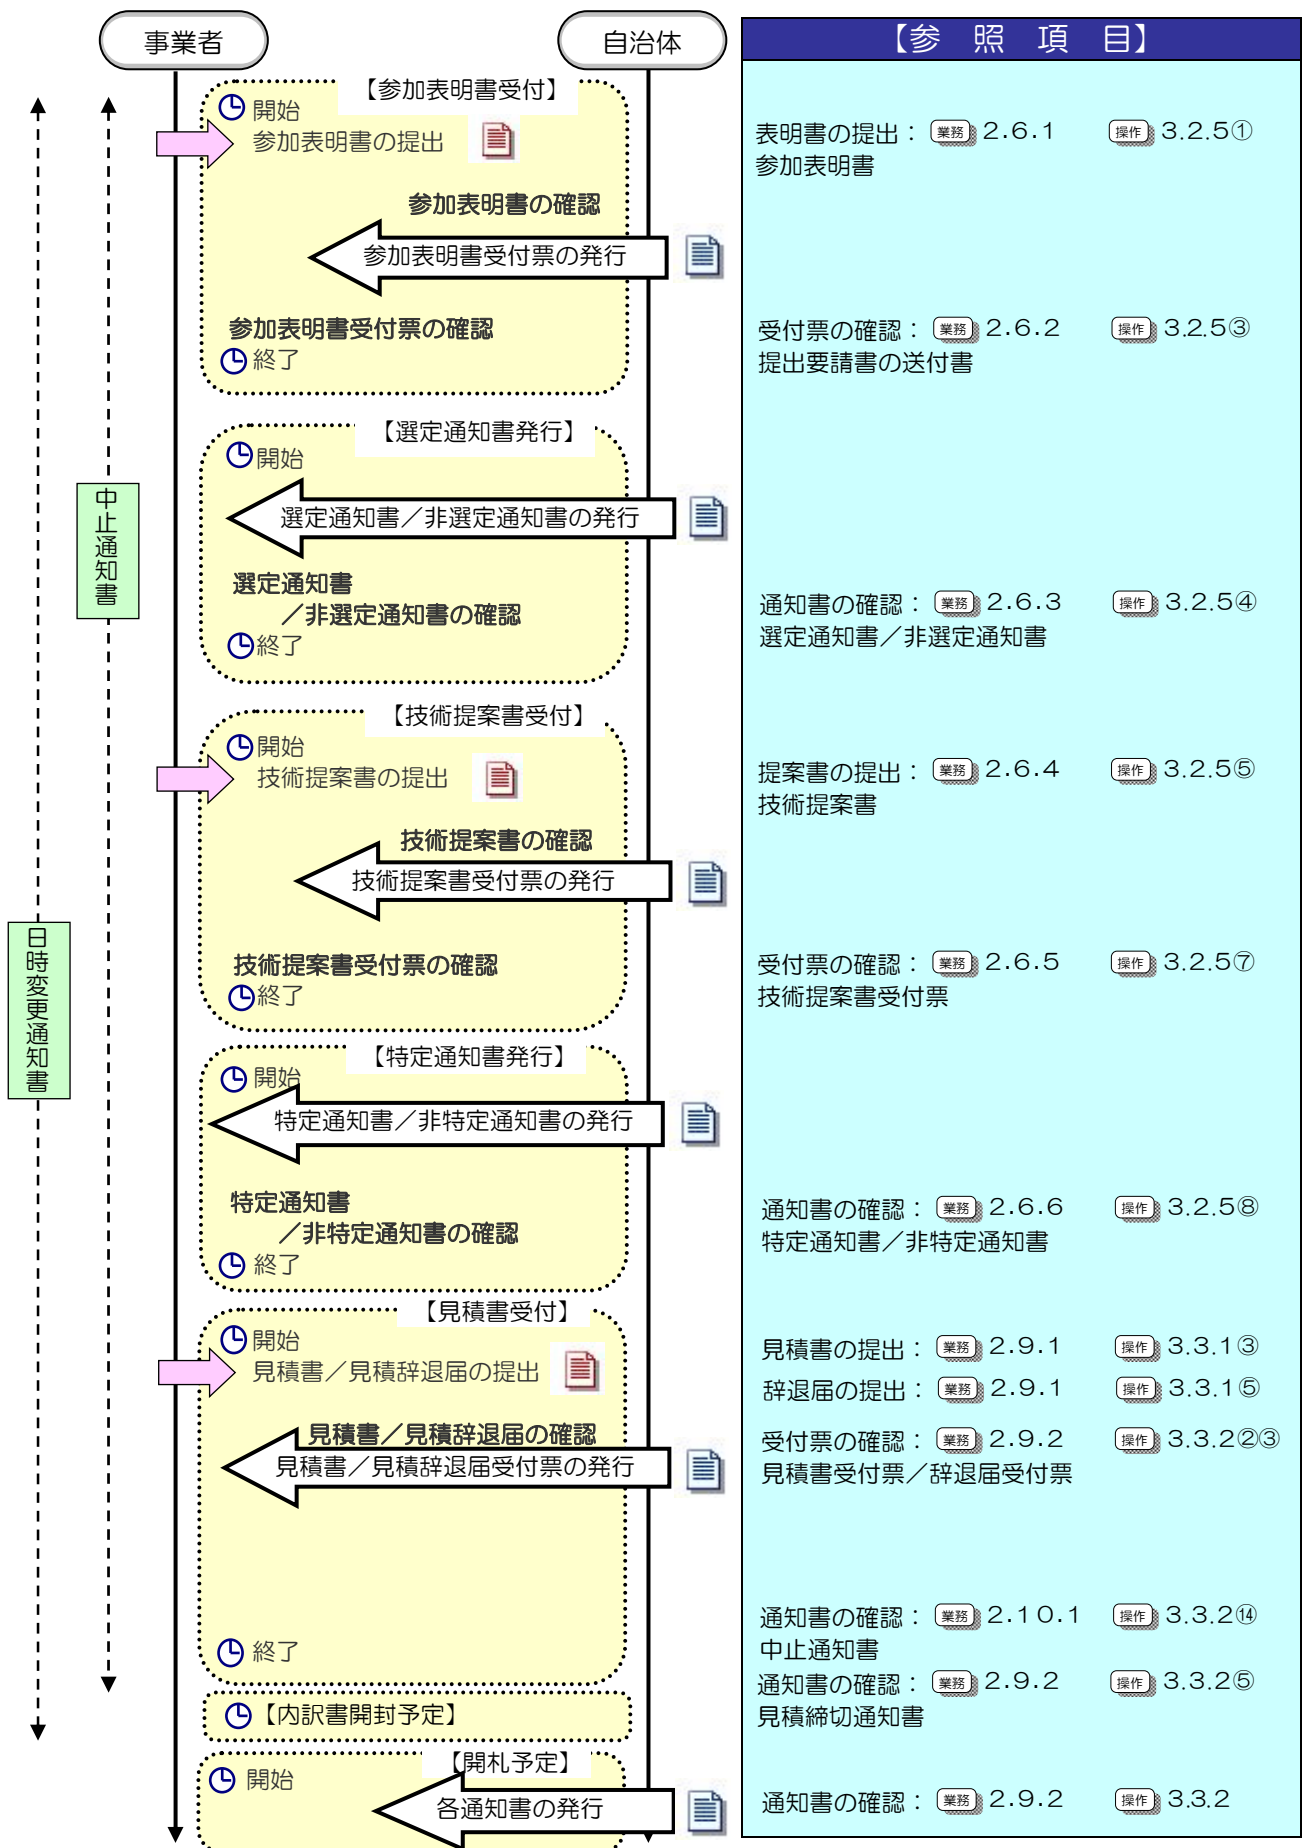 事業者
自治体
【参　照　項　目】
【参加表明書受付】
開始
参加表明書の提出
参加表明書の確認
参加表明書受付票の発行
参加表明書受付票の確認
終了
表明書の提出： 業務 2.6.1 操作 3.2.5①
参加表明書
受付票の確認： 業務 2.6.2 操作 3.2.5③
提出要請書の送付書
【選定通知書発行】
開始
選定通知書／非選定通知書の発行
選定通知書
／非選定通知書の確認
終了
通知書の確認： 業務 2.6.3 操作 3.2.5④
選定通知書／非選定通知書
中止通知書
【技術提案書受付】
開始
技術提案書の提出
技術提案書の確認
技術提案書受付票の発行
技術提案書受付票の確認
終了
提案書の提出： 業務 2.6.4 操作 3.2.5⑤
技術提案書
受付票の確認： 業務 2.6.5 操作 3.2.5⑦
技術提案書受付票
日時変更通知書
【特定通知書発行】
開始
特定通知書／非特定通知書の発行
特定通知書
／非特定通知書の確認
終了
通知書の確認： 業務 2.6.6 操作 3.2.5⑧
特定通知書／非特定通知書
【見積書受付】
開始
見積書／見積辞退届の提出
見積書／見積辞退届の確認
見積書／見積辞退届受付票の発行
終了
見積書の提出： 業務 2.9.1 操作 3.3.1③
辞退届の提出： 業務 2.9.1 操作 3.3.1⑤
受付票の確認： 業務 2.9.2 操作 3.3.2②③
見積書受付票／辞退届受付票
通知書の確認： 業務 2.10.1 操作 3.3.2⑭
中止通知書
通知書の確認： 業務 2.9.2 操作 3.3.2⑤
見積締切通知書
【内訳書開封予定】
【開札予定】
開始
各通知書の発行
通知書の確認： 業務 2.9.2 操作 3.3.2